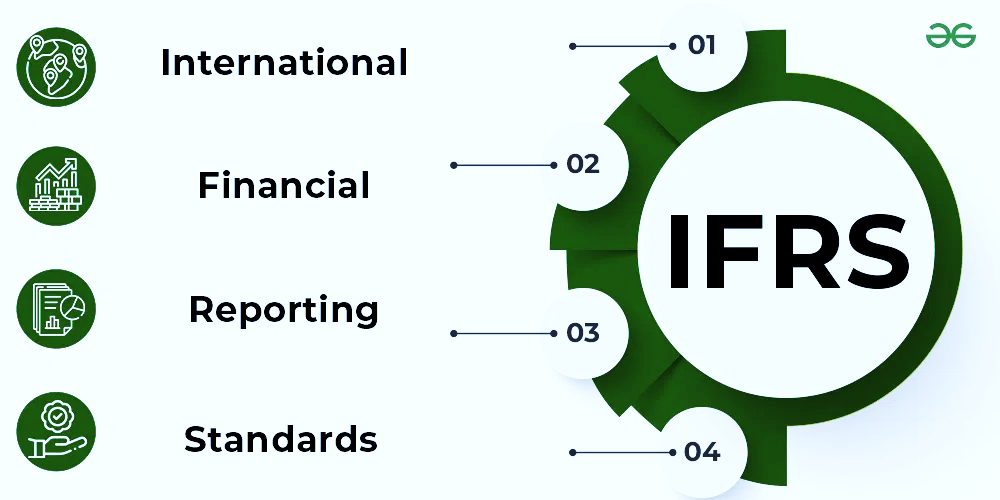 International
01
Financial
02
IFRS
Reporting
03
Standards
04